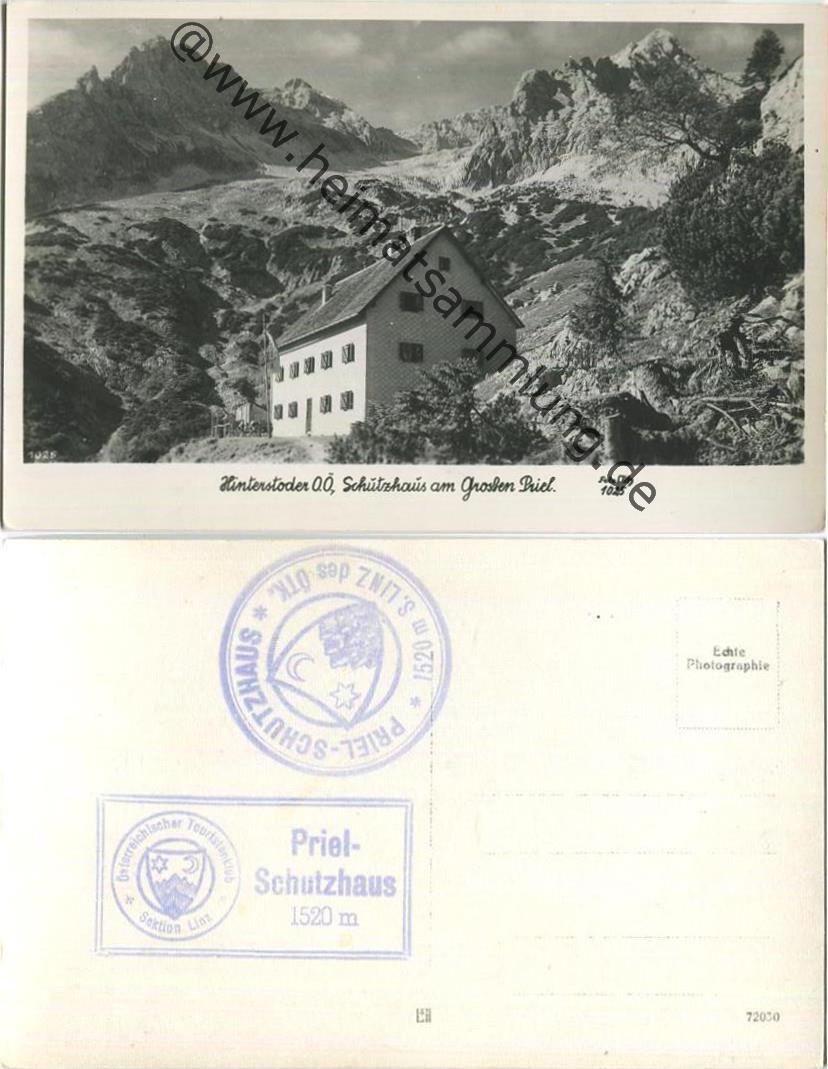 @www.heimatsammlung.de
1025
Hinterstoder O.Ö, Schutzhaus am Großen Priel.
1025
* PRIEL-SCHUTZHAUS * 1520 m S. LINZ des ÖTK.
Echte
Photographie
Österreichischer Touristenklub
* Sektion Linz *
Priel-
Schutzhaus
1520 m
72030